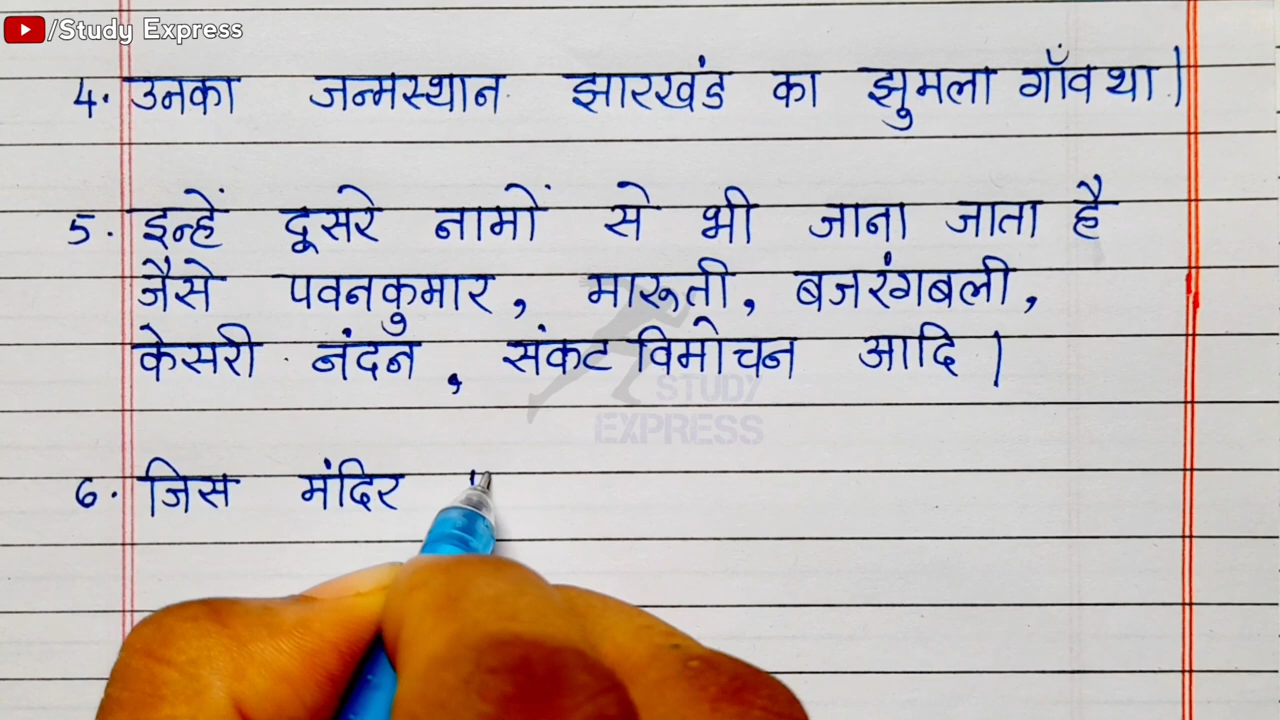 /Study Express
4. उनका जन्मस्थान झारखंड का झुमला गाँव था।
5. इन्हें दूसरे नामों से भी जाना जाता है
जैसे पवनकुमार, मारूती, बजरंगबली,
केसरी नंदन, संकट विमोचन आदि।
STUDY
EXPRESS
6. जिस मंदिर